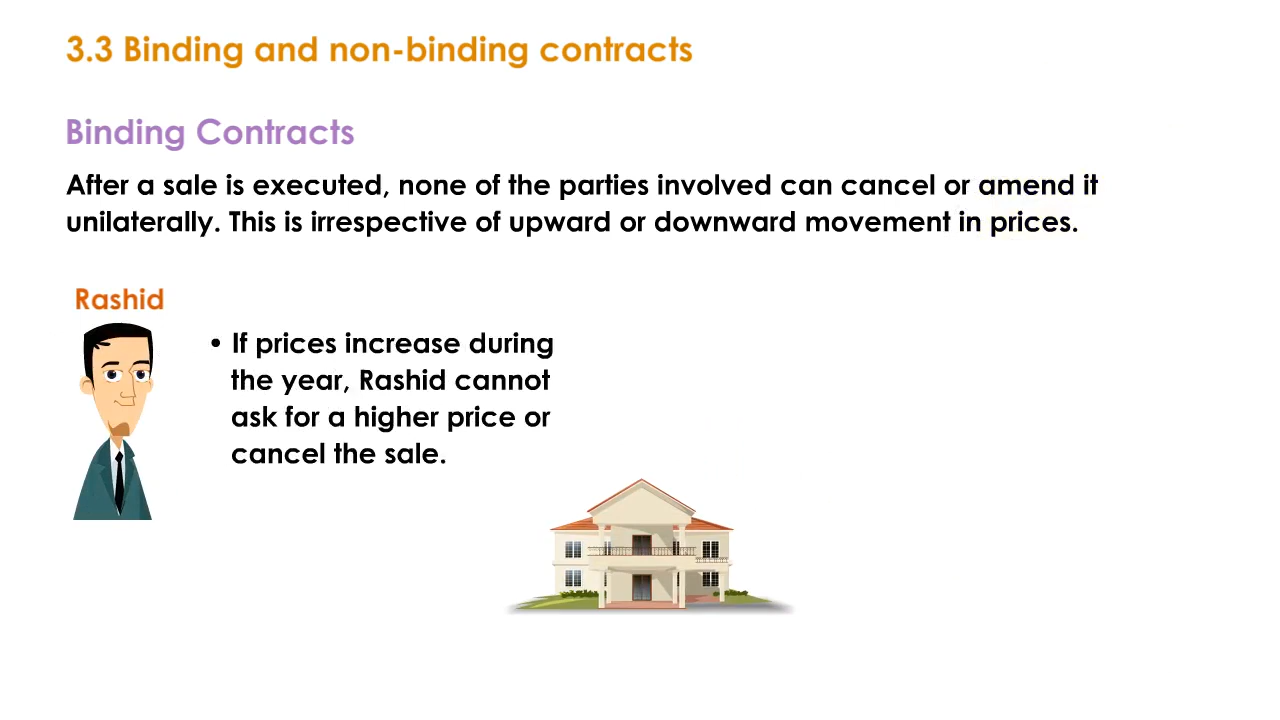 3.3 Binding and non-binding contracts
Binding Contracts
After a sale is executed, none of the parties involved can cancel or amend it
unilaterally. This is irrespective of upward or downward movement in prices.
Rashid
• If prices increase during
the year, Rashid cannot
ask for a higher price or
cancel the sale.